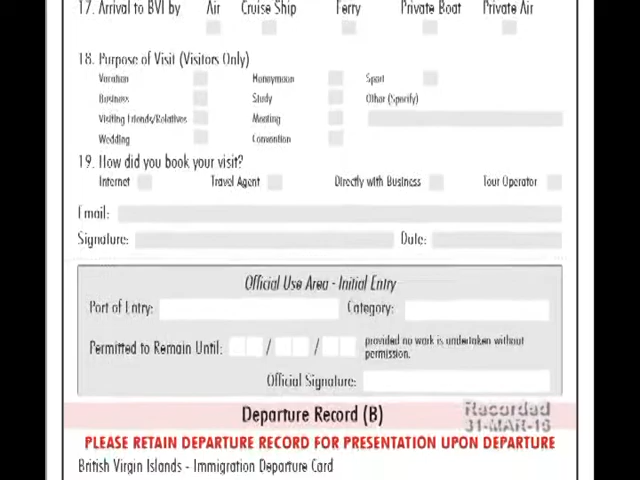 17. Arrival to BVI by Air Cruise Ship Ferry Private Boat Private Air
18. Purpose of Visit (Visitors Only)
Vacation Honeymoon Sport
Business Study Other (Specify)
Visiting Friends/Relatives Meeting
Wedding Convention
19. How did you book your visit?
Internet Travel Agent Directly with Business Tour Operator
Email:
Signature: Date:
Official Use Area - Initial Entry
Port of Entry: Category:
Permitted to Remain Until: / / provided no work is undertaken without
permission.
Official Signature:
Departure Record (B)
Recorded
31-MAR-16
PLEASE RETAIN DEPARTURE RECORD FOR PRESENTATION UPON DEPARTURE
British Virgin Islands - Immigration Departure Card